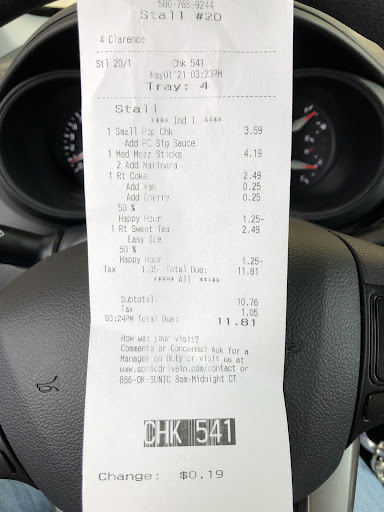 580-765-9244
Stall #20
4 Clarence
Stl 20/1 Chk 541
May01'21 03:23PM
Tray: 4
Stall
**** Ind 1 ****
1 Small Pop Chk 3.59
Add PC Sig Sauce
1 Med Mozz Sticks 4.19
2 Add Marinara
1 Rt Coke 2.49
Add Van 0.25
Add Cherry 0.25
50 %
Happy Hour 1.25-
1 Rt Sweet Tea 2.49
Easy Ice
50 %
Happy Hour 1.25-
Tax 1.05 Total Due: 11.81
***** All *****
Subtotal 10.76
Tax 1.05
03:24PM Total Due: 11.81
How was your visit?
Comments or Concerns? Ask for a
Manager on Duty or visit us at
www.sonicdrivein.com/contact or
866-OK-SONIC 8am-Midnight CT
CHK 541
Change: $0.19